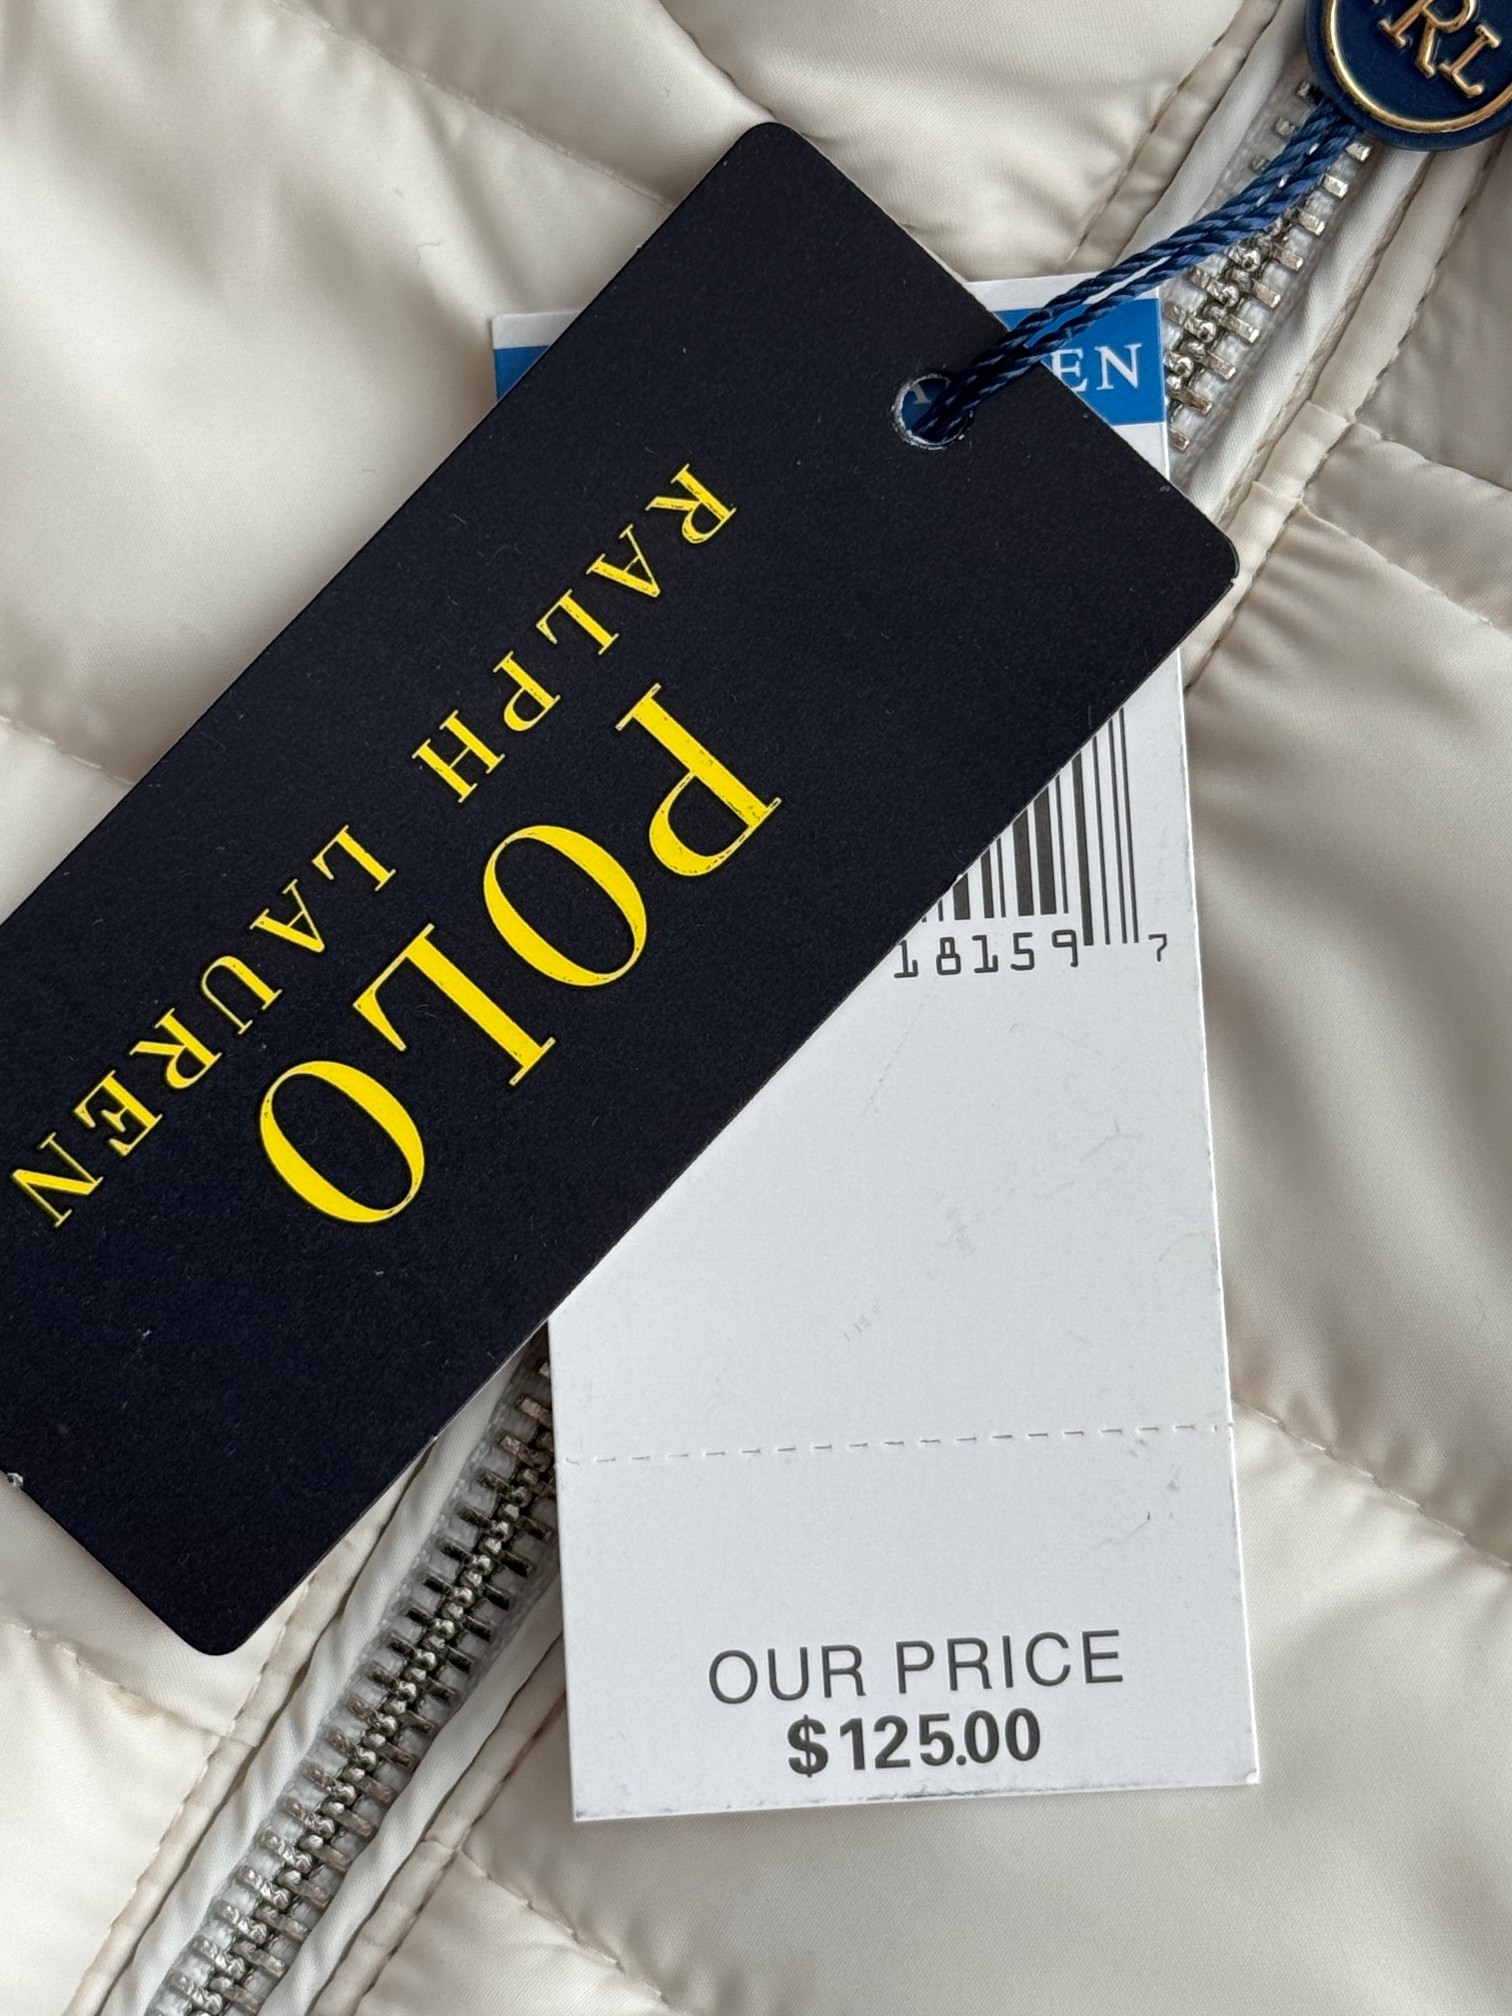 RL
EN
POLO
RALPH LAUREN
18159 7
OUR PRICE
$125.00